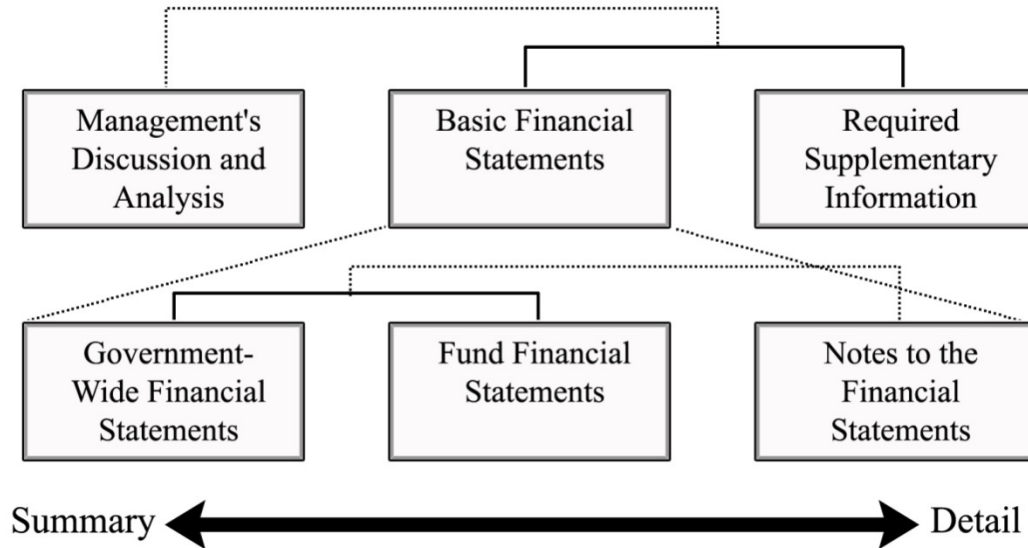 Management's
Discussion and
Analysis
Basic Financial
Statements
Required
Supplementary
Information
Government-
Wide Financial
Statements
Fund Financial
Statements
Notes to the
Financial
Statements
Summary
Detail